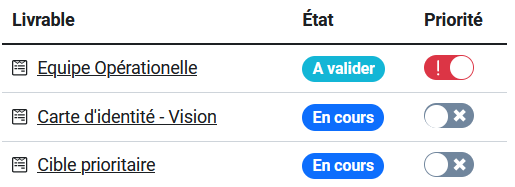 Livrable État Priorité
Equipe Opérationelle A valider !
Carte d'identité - Vision En cours
Cible prioritaire En cours